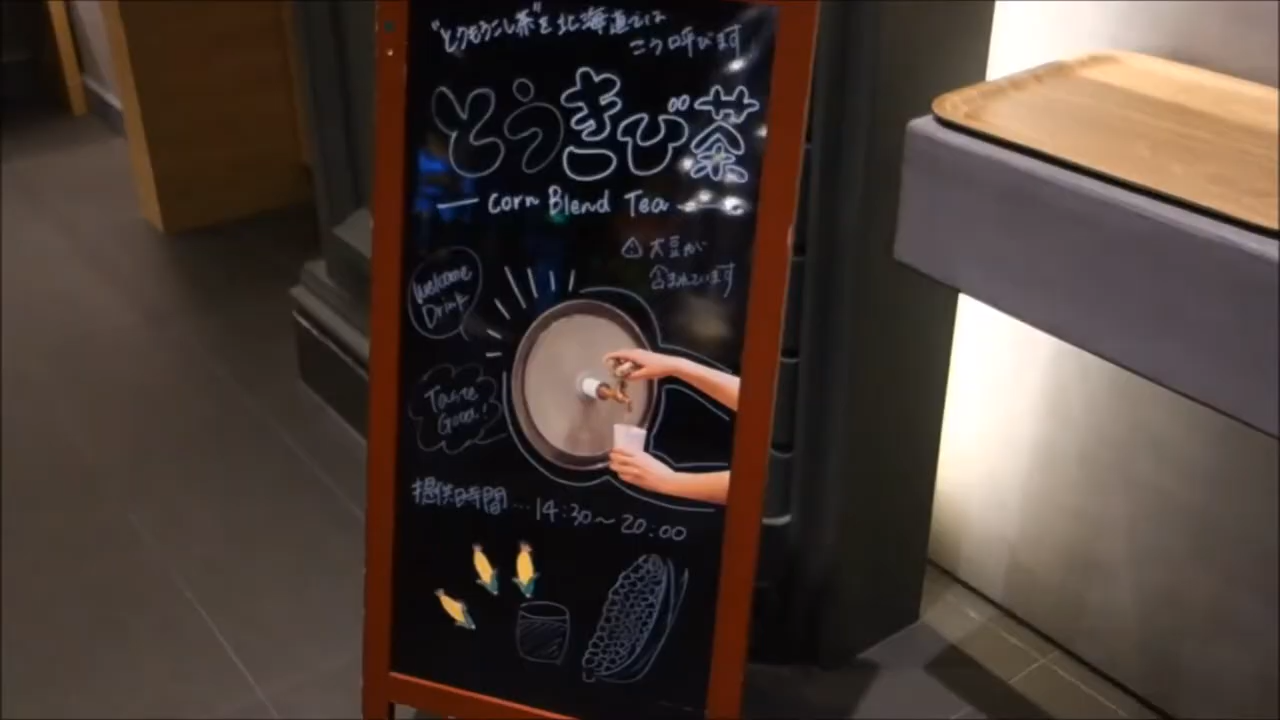 "とうもろこし茶"を北海道では
こう呼びます
とうきび茶
Corn Blend Tea
⚠ 大豆が
含まれています
Welcome
Drink
Taste
Good!
提供時間…14:30~20:00